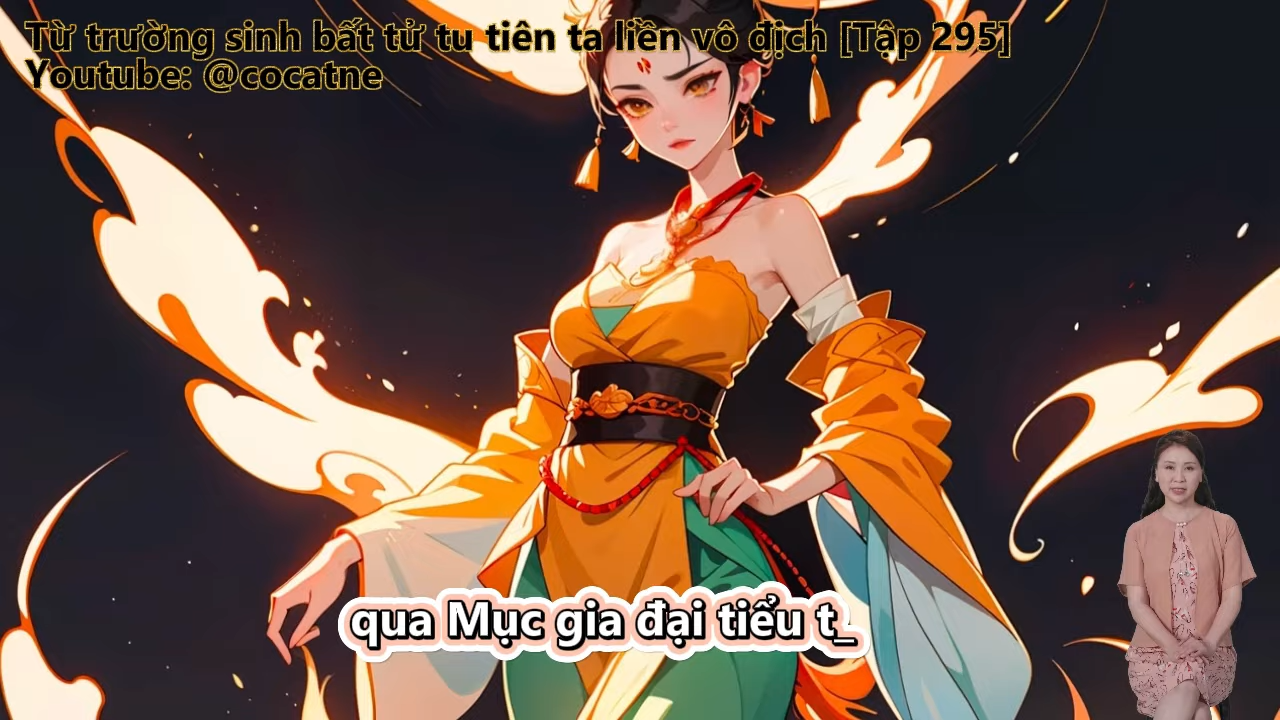 Từ trường sinh bất tử tu tiên ta liền vô địch [Tập 295]
Youtube: @cocatne
qua Mục gia đại tiểu t_